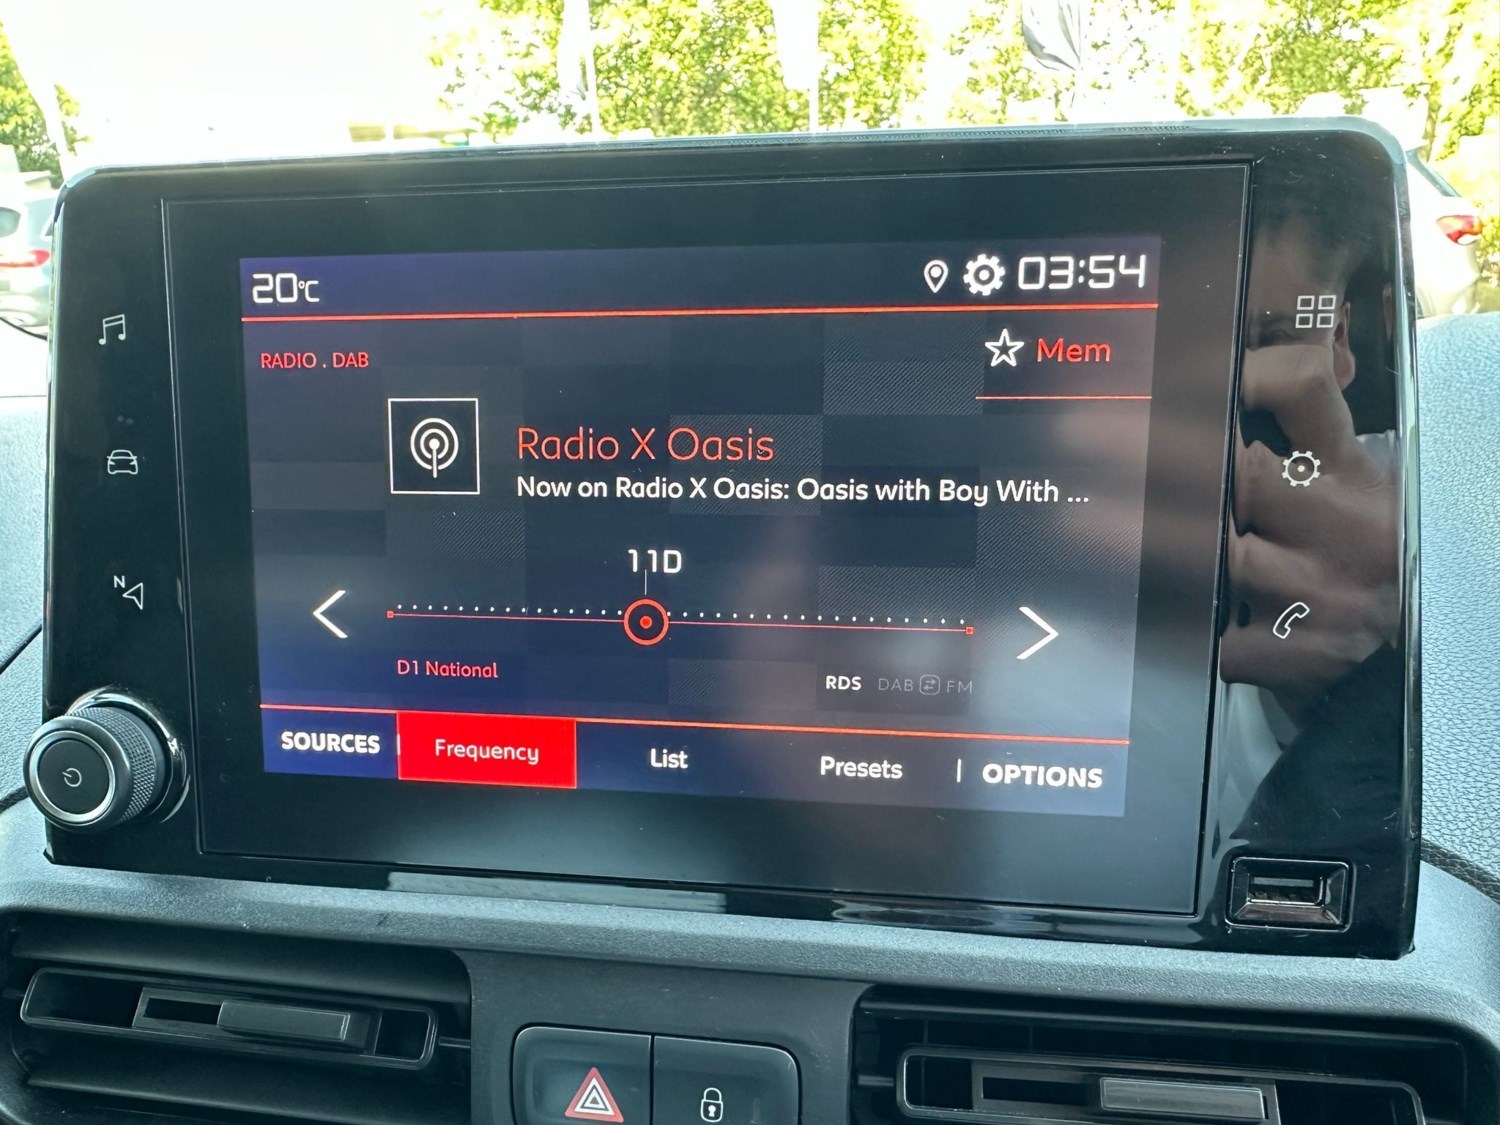 20°C
03:54
RADIO . DAB
Mem
Radio X Oasis
Now on Radio X Oasis: Oasis with Boy With ...
11D
D1 National
RDS DAB FM
SOURCES | Frequency List Presets | OPTIONS
N